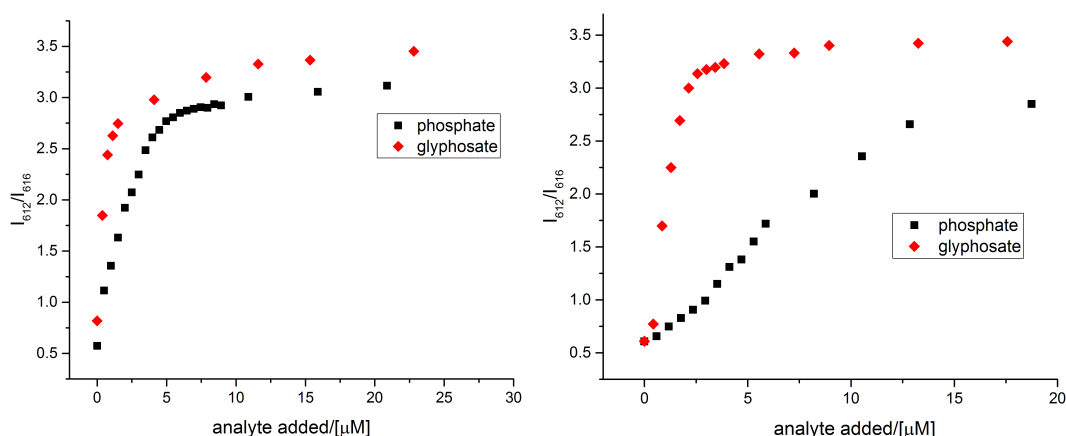 3.5
3.0
2.5
2.0
1.5
1.0
0.5
I612/I616
0 5 10 15 20 25 30
analyte added/[μM]
phosphate
glyphosate
3.5
3.0
2.5
2.0
1.5
1.0
0.5
I612/I616
0 5 10 15 20
analyte added/[μM]
phosphate
glyphosate